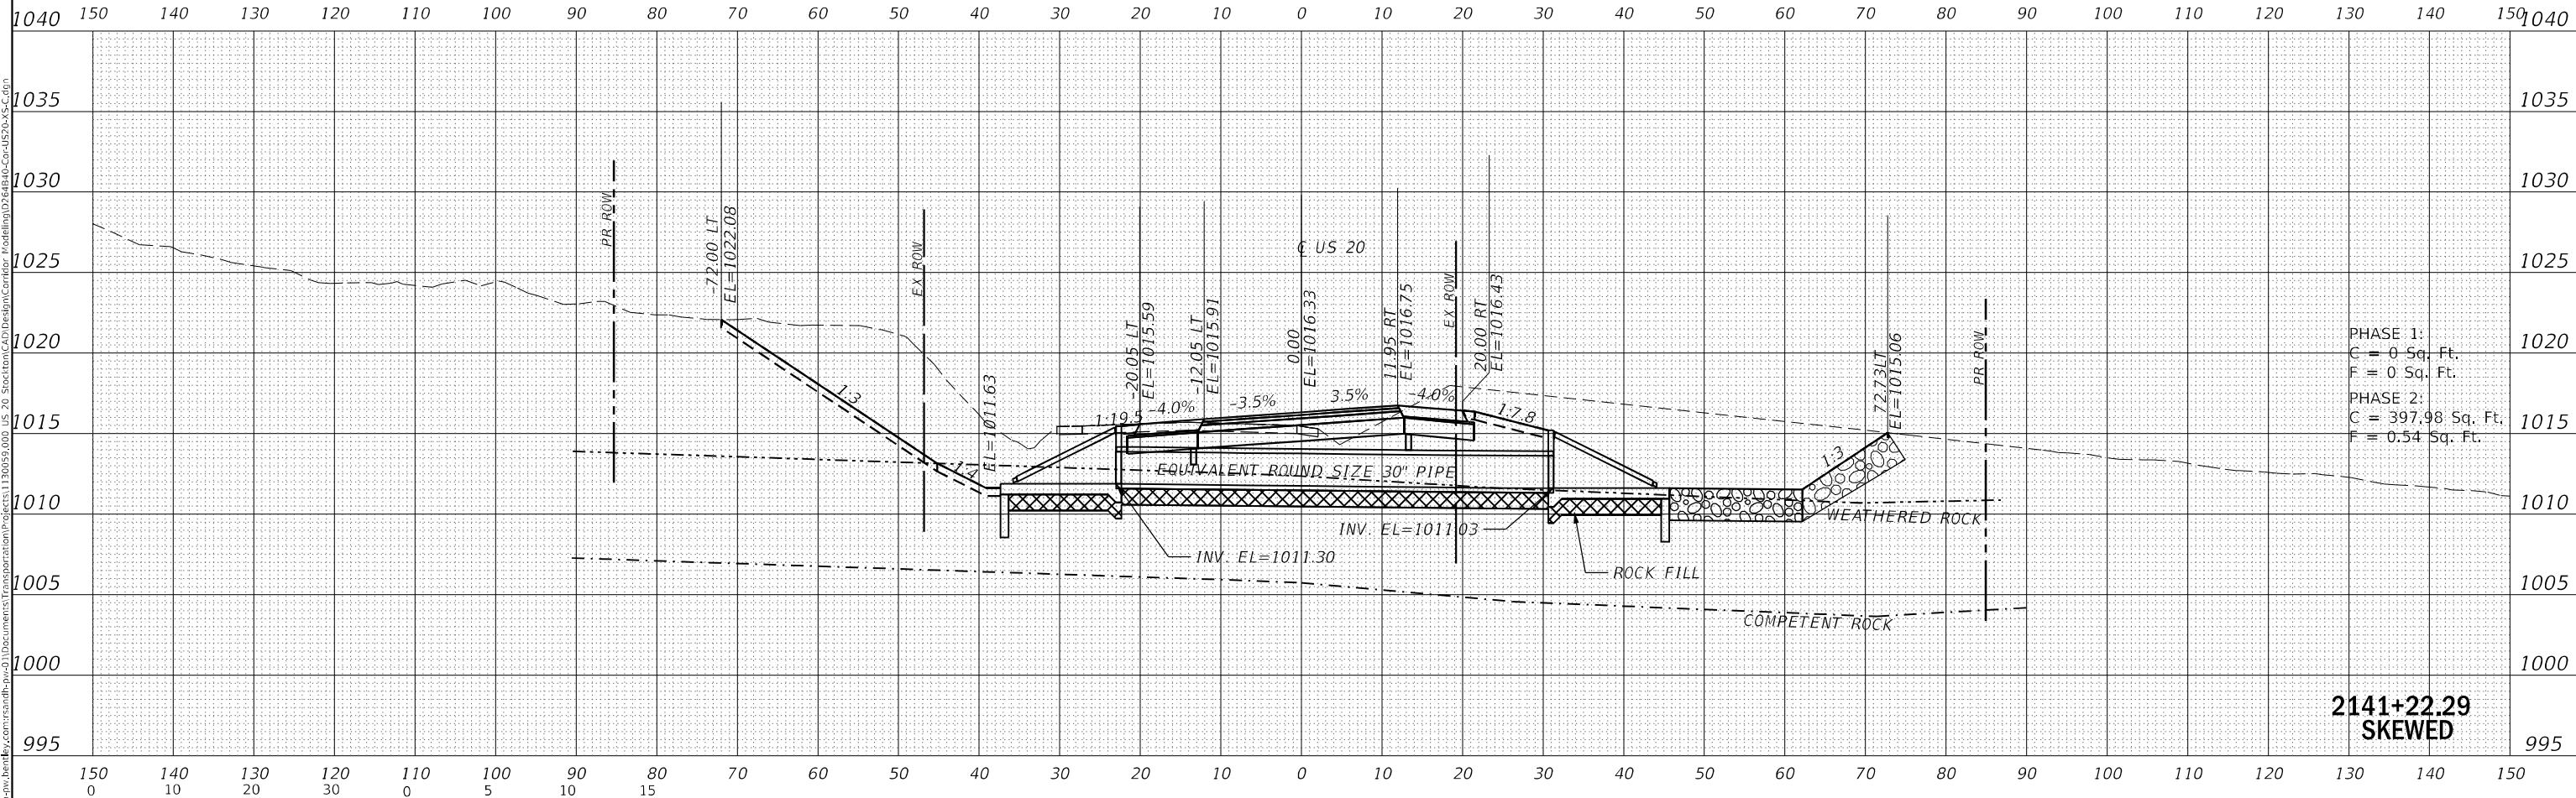 150 140 130 120 110 100 90 80 70 60 50 40 30 20 10 0 10 20 30 40 50 60 70 80 90 100 110 120 130 140 150
1040 1040
1035 1035
1030 1030
1025 1025
1020 1020
1015 1015
1010 1010
1005 1005
1000 1000
995 995
PR ROW
-72.00 LT
EL=1022.08
EX ROW
EL=1011.63
-20.05 LT
EL=1015.59
-12.05 LT
EL=1015.91
℄ US 20
0.00
EL=1016.33
11.95 RT
EL=1016.75
EX ROW
20.00 RT
EL=1016.43
72.73LT
EL=1015.06
PR ROW
1:3
1:4
1:19.5
-4.0%
-3.5%
3.5%
-4.0%
1:7.8
1:3
EQUIVALENT ROUND SIZE 30" PIPE
INV. EL=1011.03
INV. EL=1011.30
ROCK FILL
WEATHERED ROCK
COMPETENT ROCK
PHASE 1:
C = 0 Sq. Ft.
F = 0 Sq. Ft.
PHASE 2:
C = 397.98 Sq. Ft.
F = 0.54 Sq. Ft.
2141+22.29
SKEWED
150 140 130 120 110 100 90 80 70 60 50 40 30 20 10 0 10 20 30 40 50 60 70 80 90 100 110 120 130 140 150
0 10 20 30 0 5 10 15